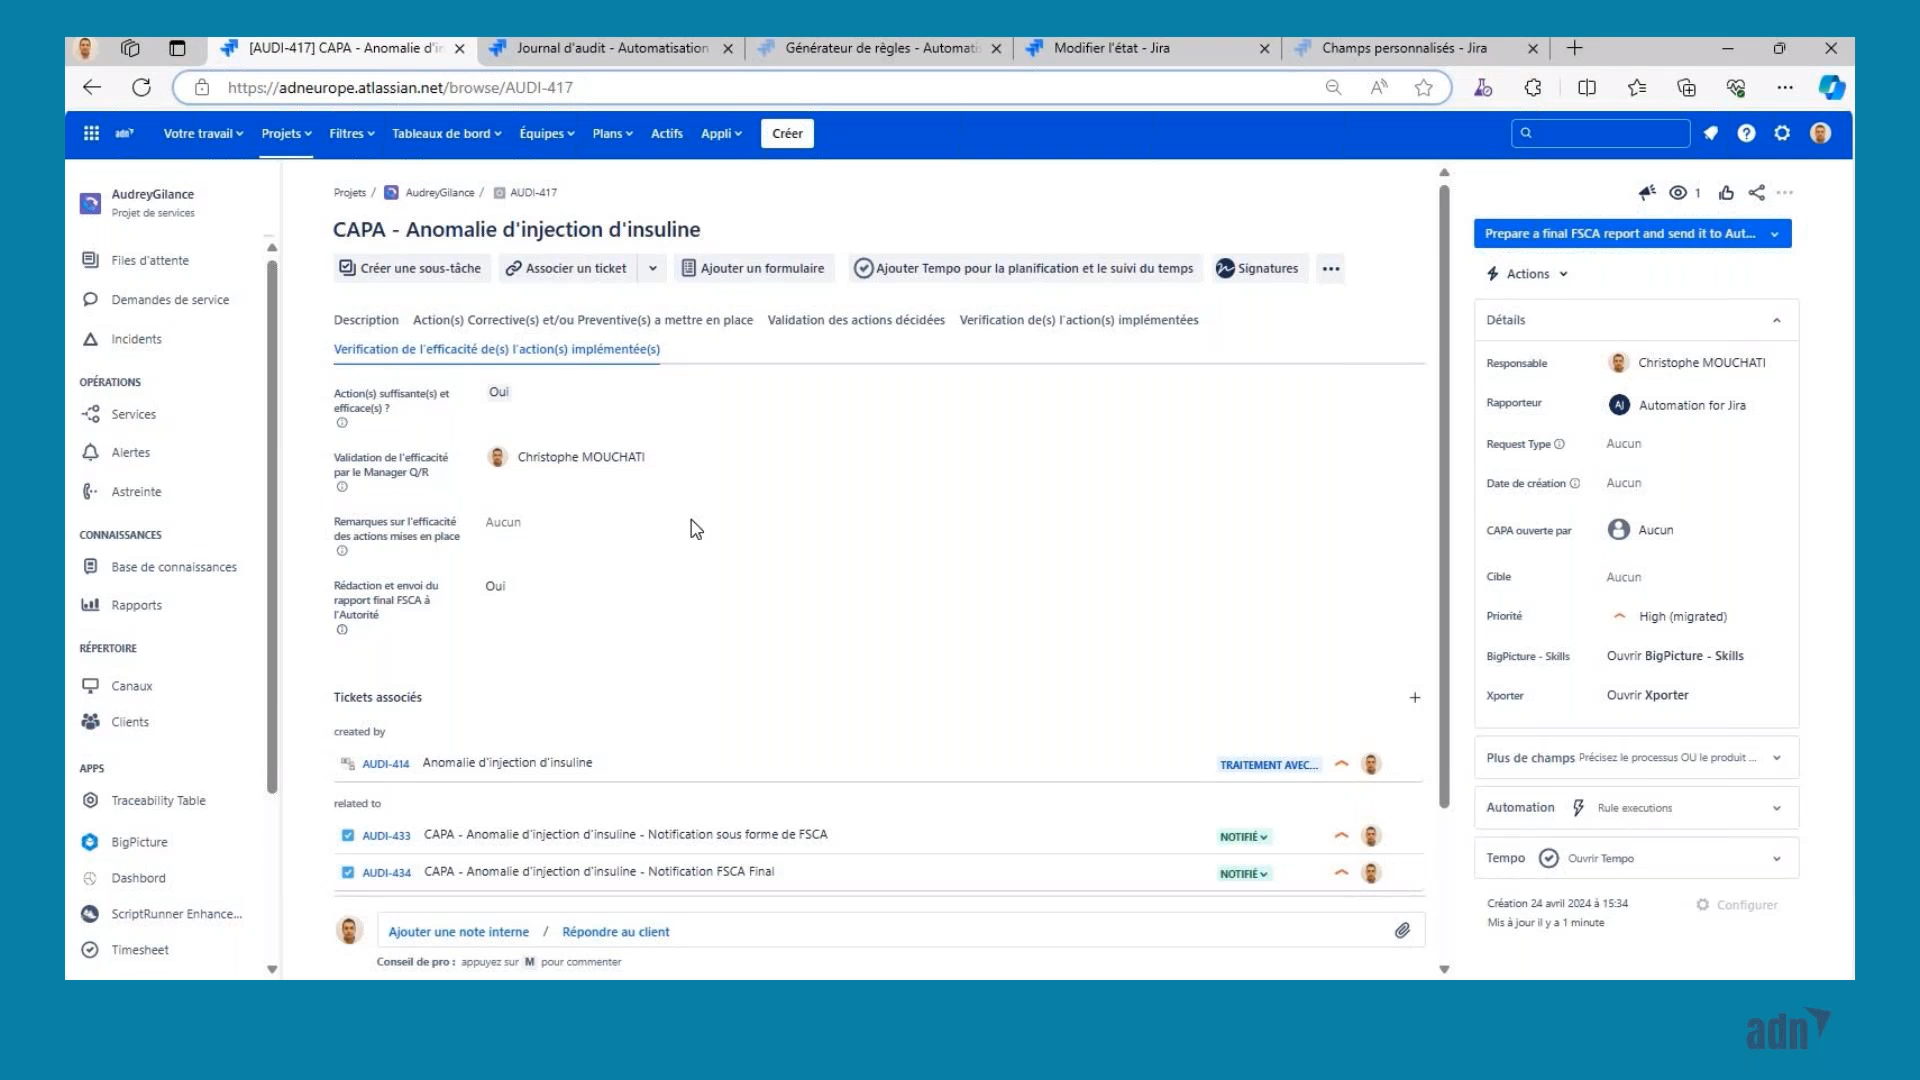 [AUDI-417] CAPA - Anomalie d'in
Journal d'audit - Automatisation
Générateur de règles - Automati
Modifier l'état - Jira
Champs personnalisés - Jira
https://adneurope.atlassian.net/browse/AUDI-417
adn
Votre travail
Projets
Filtres
Tableaux de bord
Équipes
Plans
Actifs
Appli
Créer
AudreyGilance
Projet de services
Files d'attente
Demandes de service
Incidents
OPÉRATIONS
Services
Alertes
Astreinte
CONNAISSANCES
Base de connaissances
Rapports
RÉPERTOIRE
Canaux
Clients
APPS
Traceability Table
BigPicture
Dashbord
ScriptRunner Enhance...
Timesheet
Projets / AudreyGilance / AUDI-417
CAPA - Anomalie d'injection d'insuline
Créer une sous-tâche
Associer un ticket
Ajouter un formulaire
Ajouter Tempo pour la planification et le suivi du temps
Signatures
Description
Action(s) Corrective(s) et/ou Preventive(s) a mettre en place
Validation des actions décidées
Verification de(s) l'action(s) implémentées
Verification de l'efficacité de(s) l'action(s) implémentée(s)
Action(s) suffisante(s) et
efficace(s) ?
Oui
Validation de l'efficacité
par le Manager Q/R
Christophe MOUCHATI
Remarques sur l'efficacité
des actions mises en place
Aucun
Rédaction et envoi du
rapport final FSCA à
l'Autorité
Oui
Tickets associés
created by
AUDI-414 Anomalie d'injection d'insuline
TRAITEMENT AVEC...
related to
AUDI-433 CAPA - Anomalie d'injection d'insuline - Notification sous forme de FSCA
NOTIFIÉ
AUDI-434 CAPA - Anomalie d'injection d'insuline - Notification FSCA Final
NOTIFIÉ
Ajouter une note interne / Répondre au client
Conseil de pro : appuyez sur M pour commenter
1
Prepare a final FSCA report and send it to Aut...
Actions
Détails
Responsable
Christophe MOUCHATI
Rapporteur
AJ
Automation for Jira
Request Type
Aucun
Date de création
Aucun
CAPA ouverte par
Aucun
Cible
Aucun
Priorité
High (migrated)
BigPicture - Skills
Ouvrir BigPicture - Skills
Xporter
Ouvrir Xporter
Plus de champs Précisez le processus OU le produit ...
Automation Rule executions
Tempo Ouvrir Tempo
Création 24 avril 2024 à 15:34
Mis à jour il y a 1 minute
Configurer
adn